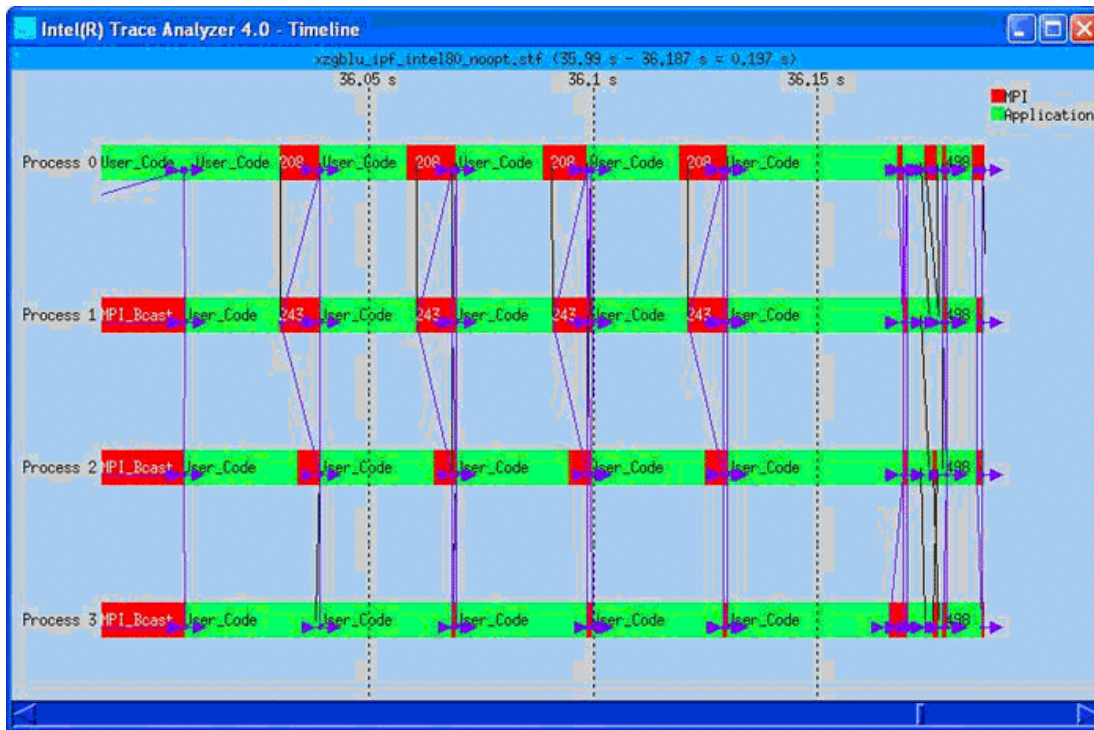 Intel(R) Trace Analyzer 4.0 - Timeline
xzgblu_ipf_intel80_noopt.stf (35.99 s - 36.187 s = 0.197 s)
36.05 s 36.1 s 36.15 s
MPI
Application
Process 0 User_Code User_Code 208 User_Code 208 User_Code 208 User_Code 208 User_Code 498
Process 1 MPI_Bcast User_Code 243 User_Code 243 User_Code 243 User_Code 243 User_Code 498
Process 2 MPI_Bcast User_Code User_Code User_Code User_Code User_Code 498
Process 3 MPI_Bcast User_Code User_Code User_Code User_Code User_Code 498